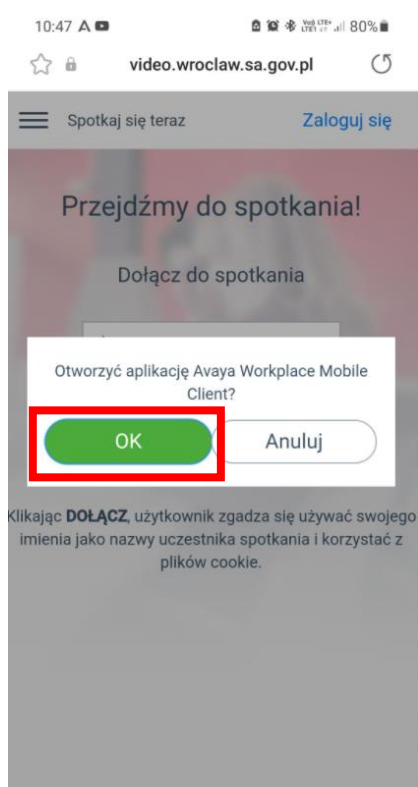 10:47 A 80%
video.wroclaw.sa.gov.pl
Spotkaj się teraz Zaloguj się
Przejdźmy do spotkania!
Dołącz do spotkania
Otworzyć aplikację Avaya Workplace Mobile
Client?
OK Anuluj
Klikając DOŁĄCZ, użytkownik zgadza się używać swojego
imienia jako nazwy uczestnika spotkania i korzystać z
plików cookie.